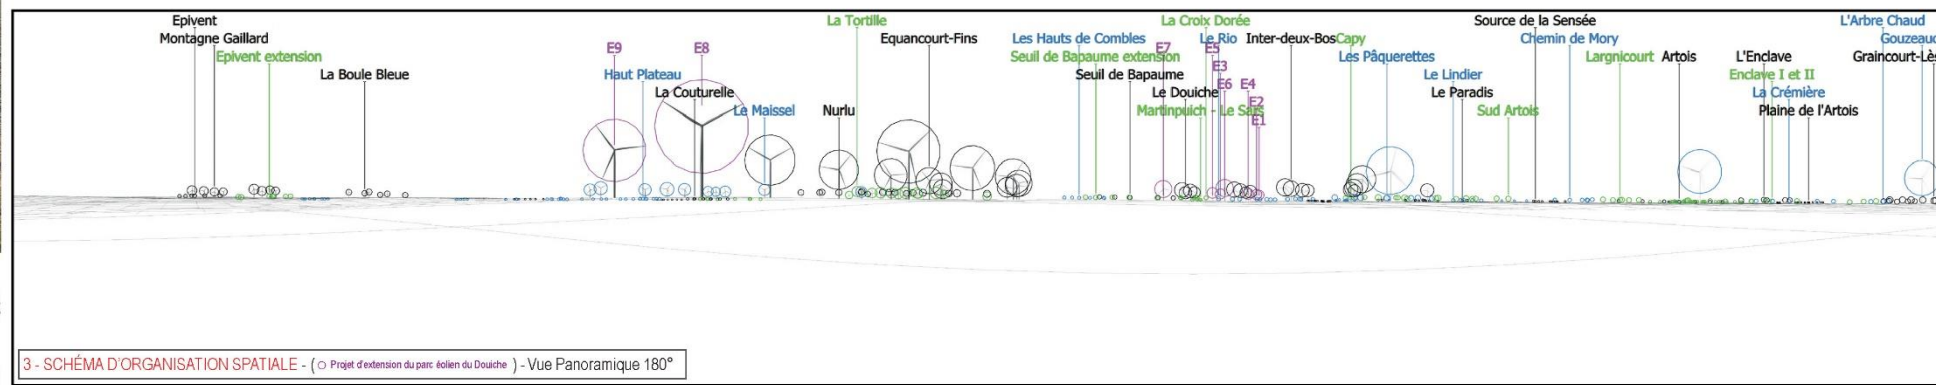 Epivent La Tortille La Croix Dorée Source de la Sensée L'Arbre Chaud
Montagne Gaillard Equancourt-Fins Les Hauts de Combles Le Rio Inter-deux-Bos Capy Chemin de Mory Gouzeauc
Epivent extension E9 E8 Seuil de Bapaume extension E7 E5 Les Pâquerettes Largnicourt Artois L'Enclave Graincourt-Lès
La Boule Bleue Haut Plateau Seuil de Bapaume E3 Le Lindier Enclave I et II
La Couturelle Le Douiche E6 E4 Le Paradis La Crémière
Le Maissel Nurlu Martinpuich - Le Sars E2 Sud Artois Plaine de l'Artois
E1
3 - SCHÉMA D'ORGANISATION SPATIALE - ( ○ Projet d'extension du parc éolien du Douiche ) - Vue Panoramique 180°